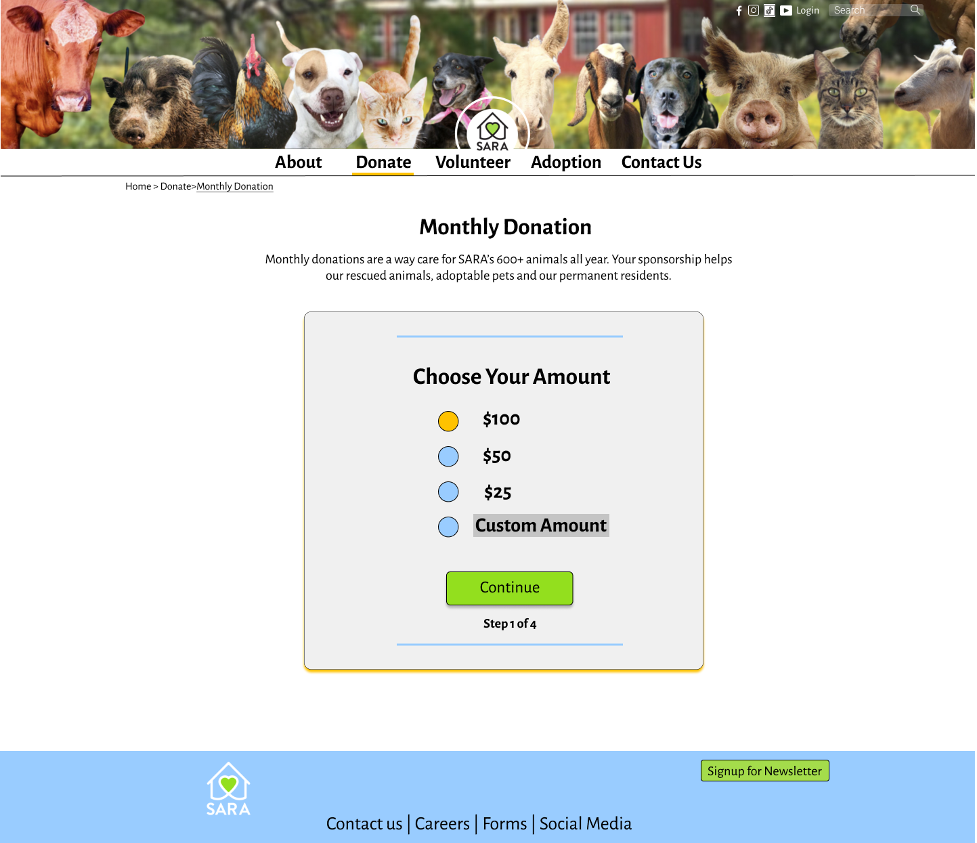 Login
Search
SARA
About Donate Volunteer Adoption Contact Us
Home > Donate>Monthly Donation
Monthly Donation
Monthly donations are a way care for SARA's 600+ animals all year. Your sponsorship helps
our rescued animals, adoptable pets and our permanent residents.
Choose Your Amount
$100
$50
$25
Custom Amount
Continue
Step 1 of 4
Signup for Newsletter
SARA
Contact us | Careers | Forms | Social Media